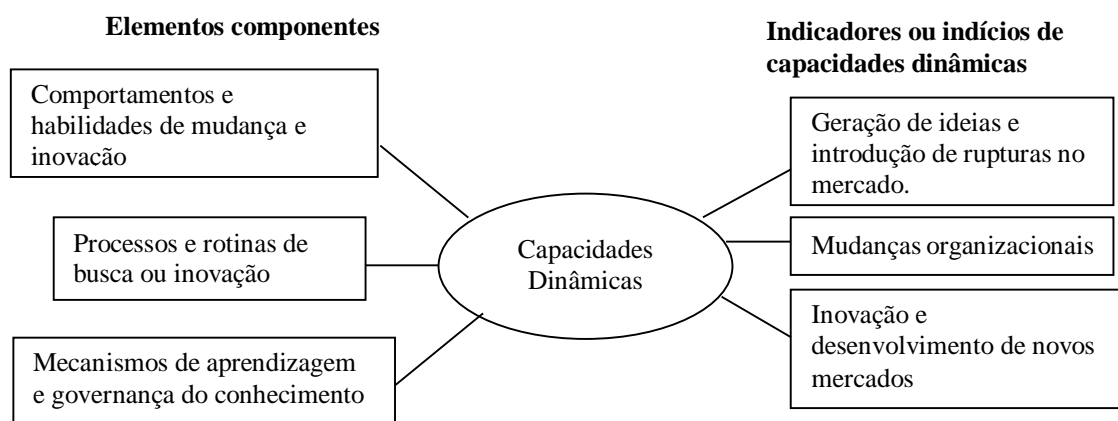 Elementos componentes
Comportamentos e
habilidades de mudança e
inovacão
Processos e rotinas de
busca ou inovação
Mecanismos de aprendizagem
e governança do conhecimento
Capacidades
Dinâmicas
Indicadores ou indícios de
capacidades dinâmicas
Geração de ideias e
introdução de rupturas no
mercado.
Mudanças organizacionais
Inovação e
desenvolvimento de novos
mercados